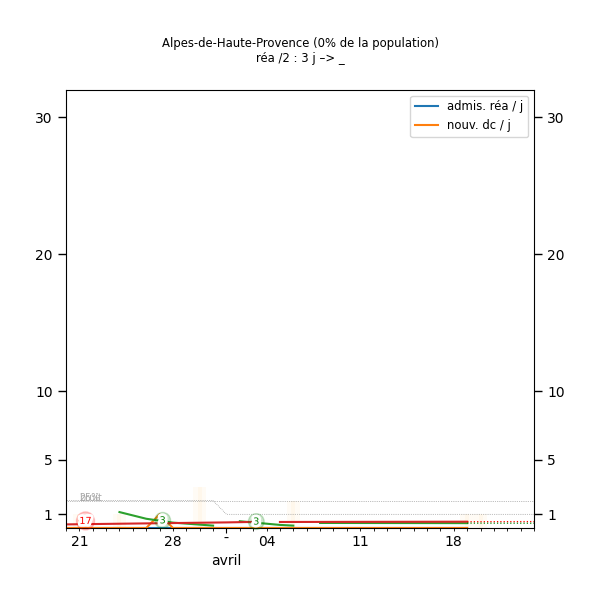 Alpes-de-Haute-Provence (0% de la population)
réa /2 : 3 j –> _
admis. réa / j
nouv. dc / j
30 30
20 20
10 10
5 5
1 1
17 3 3
21 28 - 04 11 18
avril